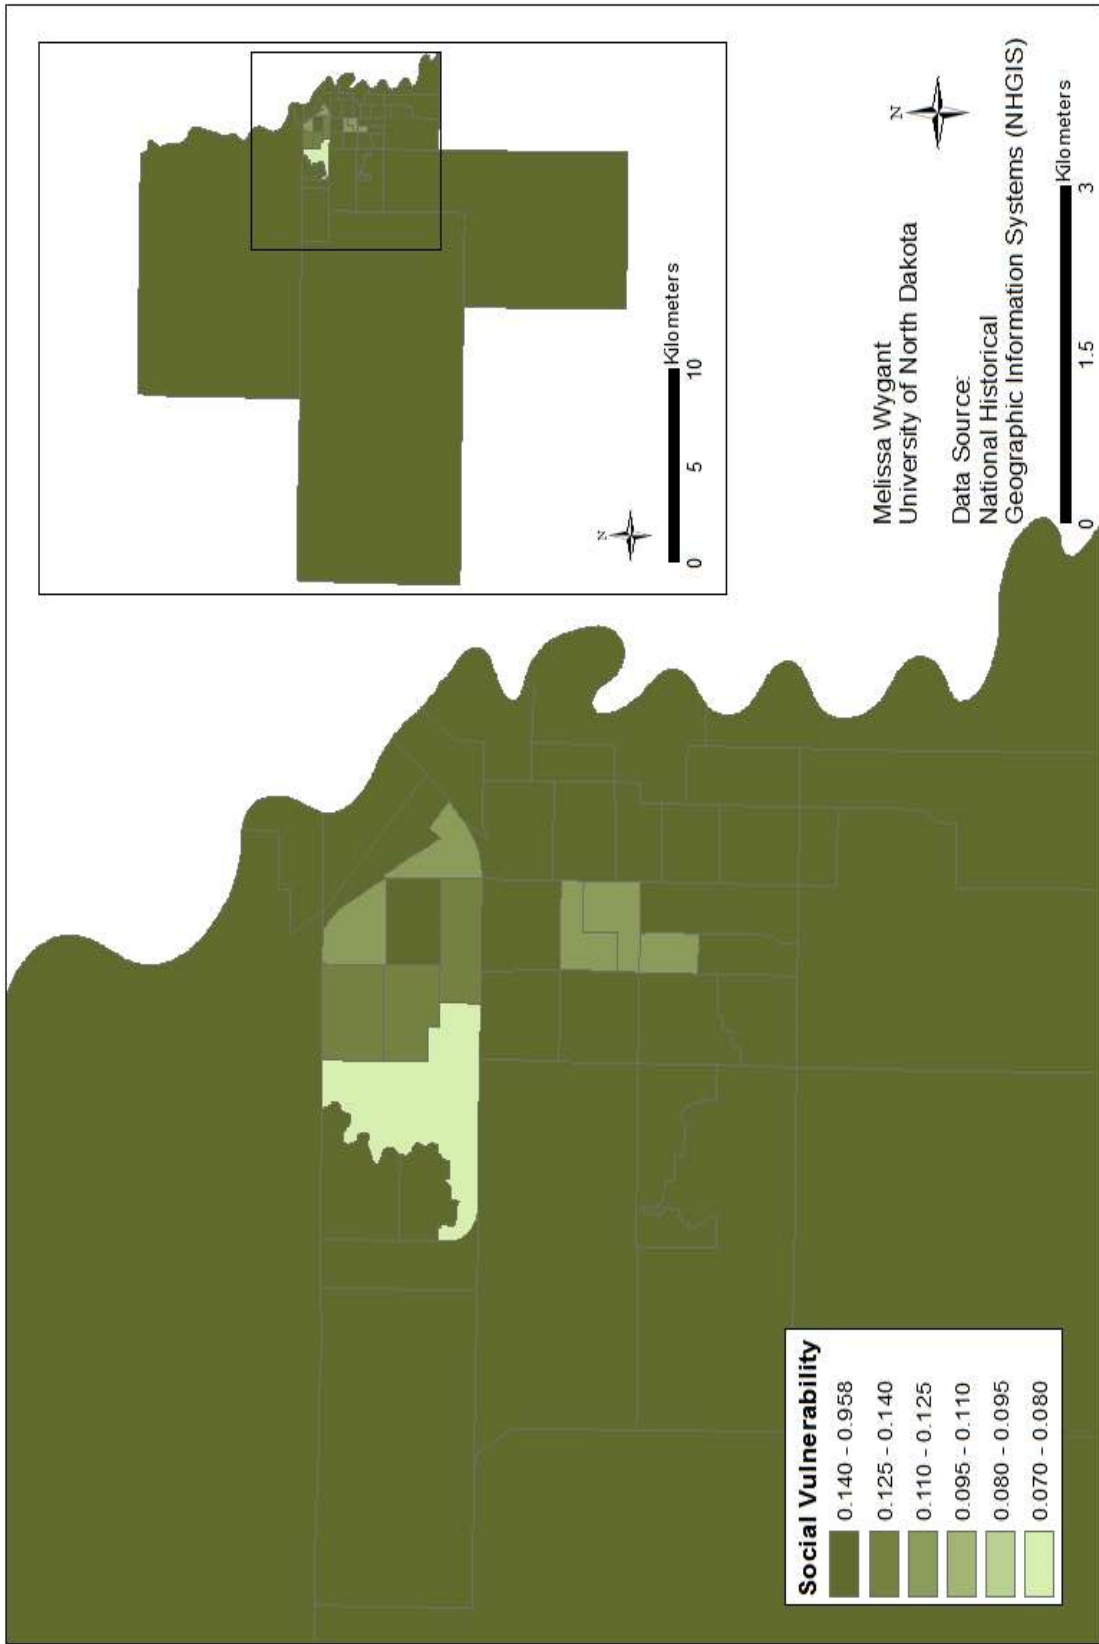 N
0 5 10 Kilometers
Melissa Wygant
University of North Dakota
Data Source:
National Historical
Geographic Information Systems (NHGIS)
N
0 1.5 3 Kilometers
Social Vulnerability
0.140 - 0.958
0.125 - 0.140
0.110 - 0.125
0.095 - 0.110
0.080 - 0.095
0.070 - 0.080